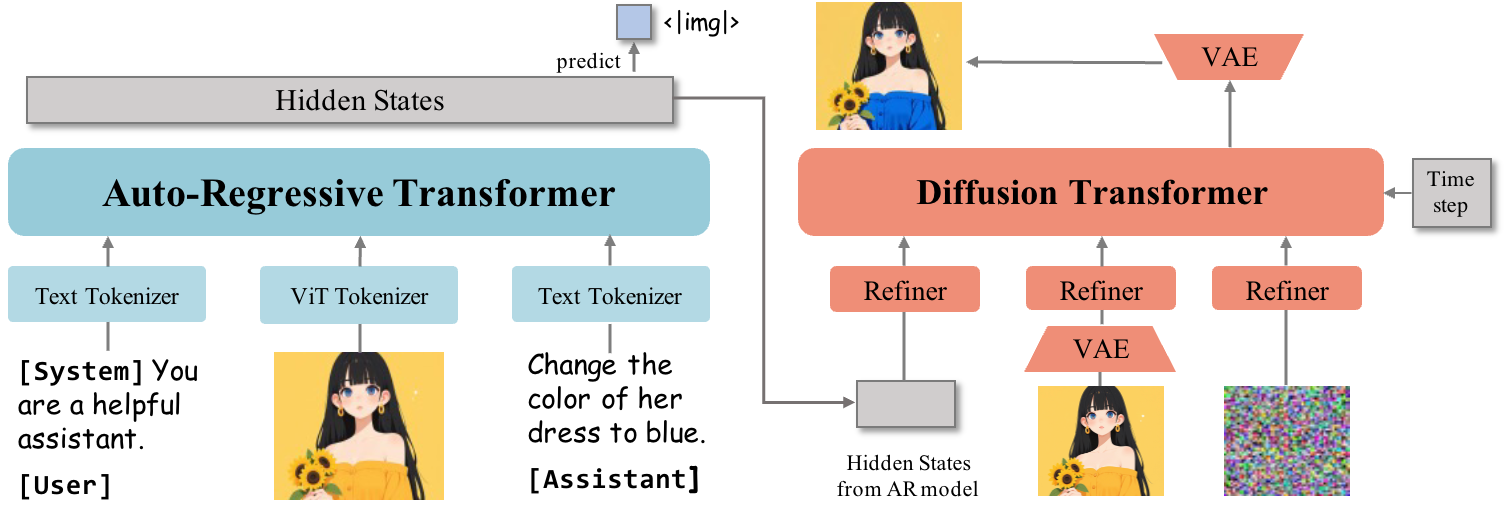 <|img|>
predict
Hidden States
Auto-Regressive Transformer
Text Tokenizer
ViT Tokenizer
Text Tokenizer
[System] You
are a helpful
assistant.
[User]
Change the
color of her
dress to blue.
[Assistant]
VAE
Diffusion Transformer
Time
step
Refiner
Refiner
Refiner
VAE
Hidden States
from AR model